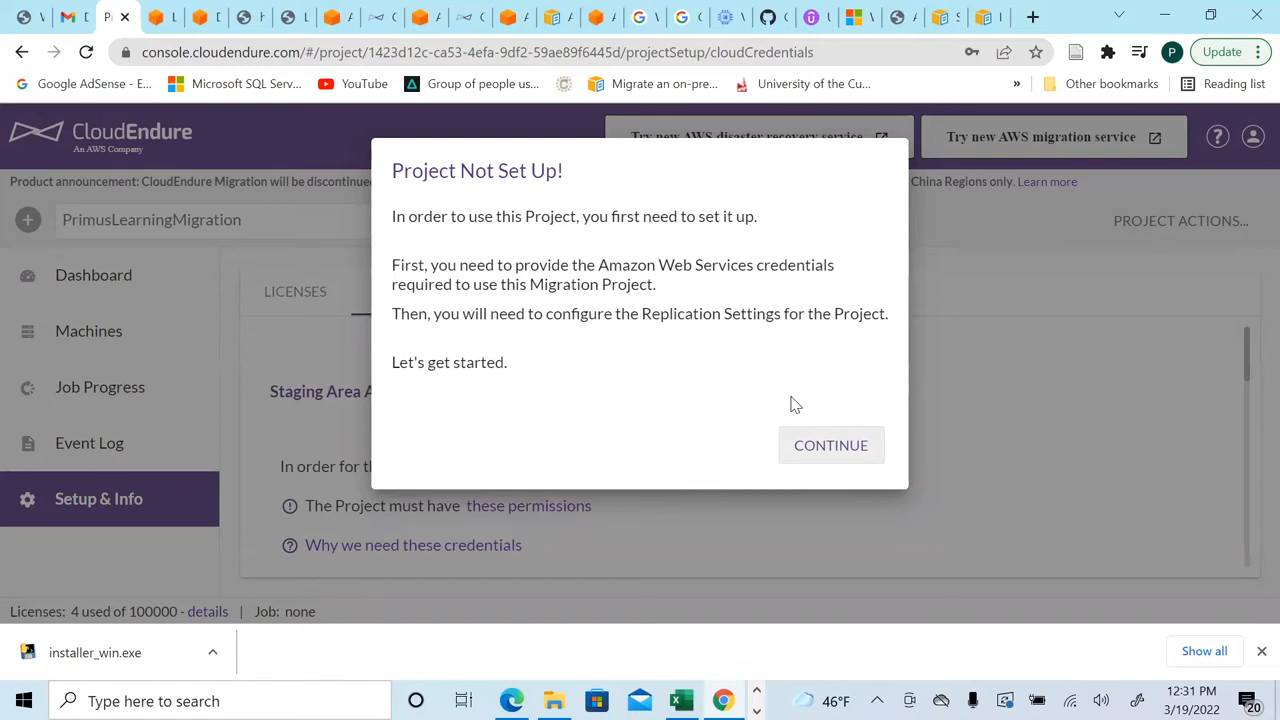 console.cloudendure.com/#/project/1423d12c-ca53-4efa-9df2-59ae89f6445d/projectSetup/cloudCredentials
P
Update
Google AdSense - E...
Microsoft SQL Serv...
YouTube
Group of people us...
Migrate an on-pre...
University of the Cu...
»
Other bookmarks
Reading list
CloudEndure
An AWS Company
Try new AWS disaster recovery service
Try new AWS migration service
Product announcement: CloudEndure Migration will be discontinued
China Regions only. Learn more
PrimusLearningMigration
PROJECT ACTIONS...
Dashboard
Machines
Job Progress
Event Log
Setup & Info
LICENSES
Staging Area A
In order for th
The Project must have these permissions
Why we need these credentials
Project Not Set Up!
In order to use this Project, you first need to set it up.
First, you need to provide the Amazon Web Services credentials
required to use this Migration Project.
Then, you will need to configure the Replication Settings for the Project.
Let's get started.
CONTINUE
Licenses: 4 used of 100000 - details | Job: none
installer_win.exe
Show all
Type here to search
46°F
12:31 PM
3/19/2022
20